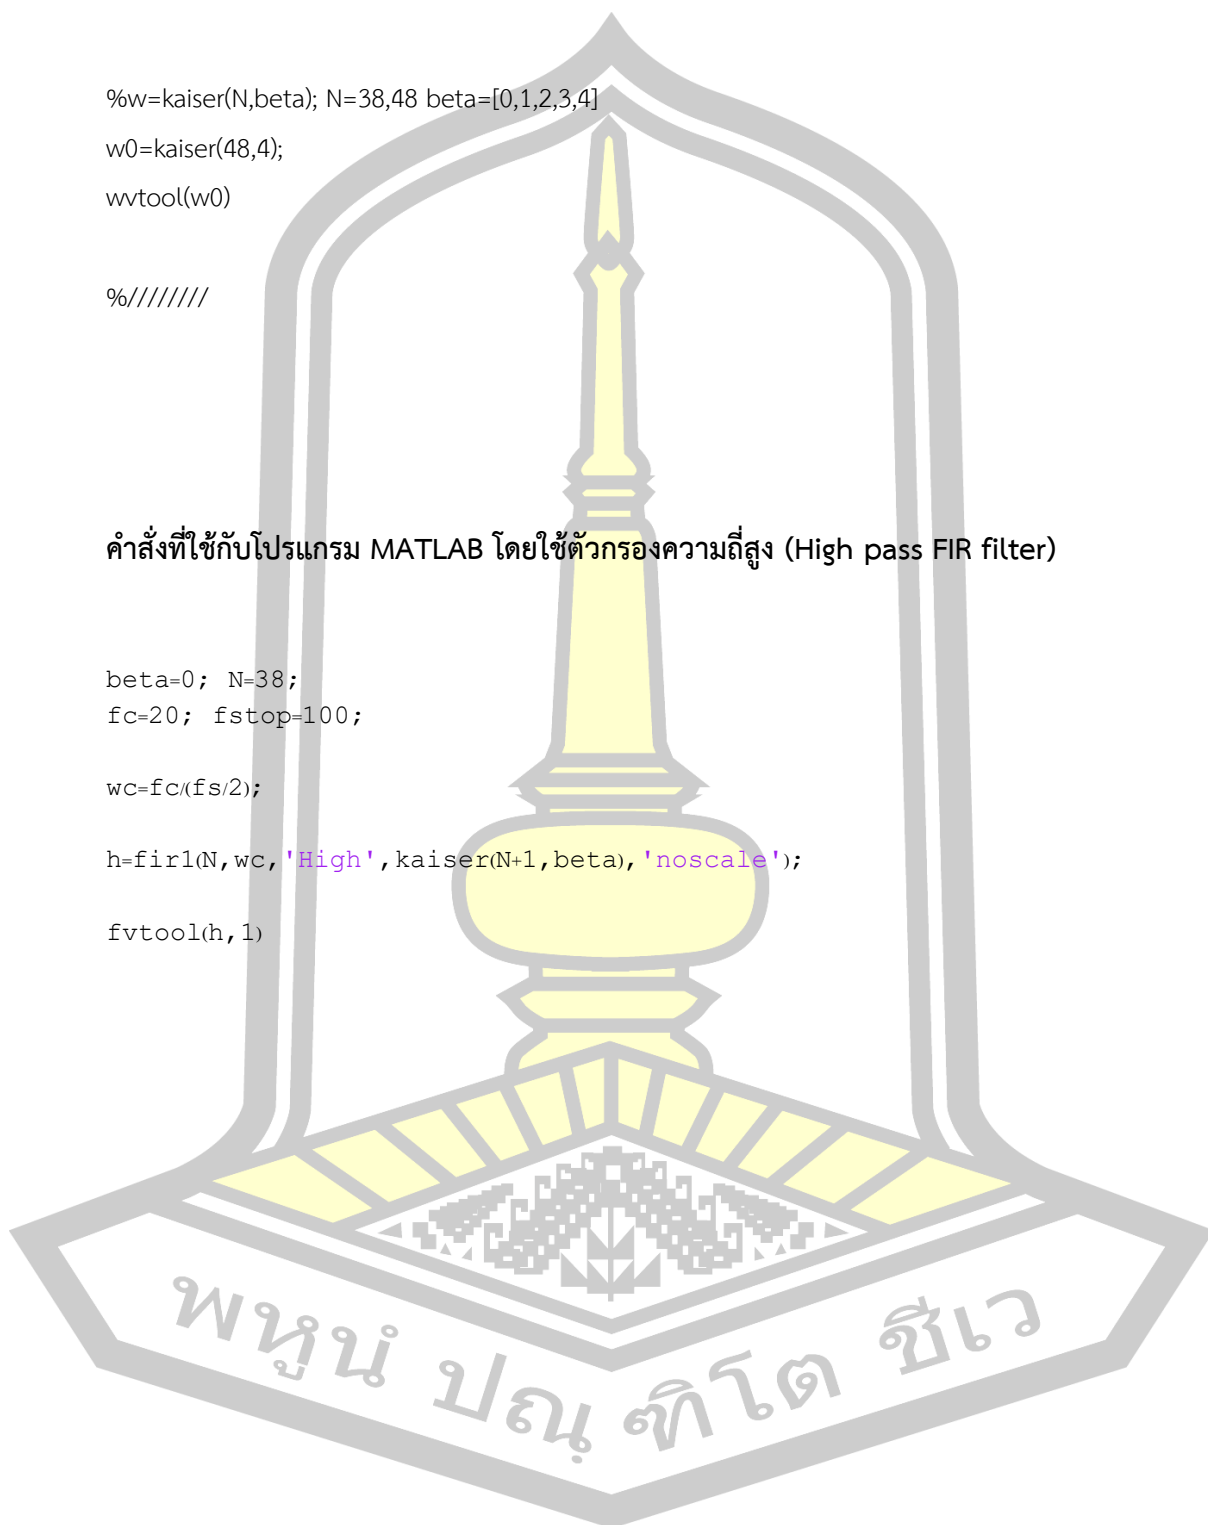 %w=kaiser(N,beta); N=38,48 beta=[0,1,2,3,4]
w0=kaiser(48,4);
wvtool(w0)
%////////
คำสั่งที่ใช้กับโปรแกรม MATLAB โดยใช้ตัวกรองความถี่สูง (High pass FIR filter)
beta=0; N=38;
fc=20; fstop=100;
wc=fc/(fs/2);
h=fir1(N,wc,'High',kaiser(N+1,beta),'noscale');
fvtool(h,1)
พหูนํ ปณฺฑิโต ชีเว